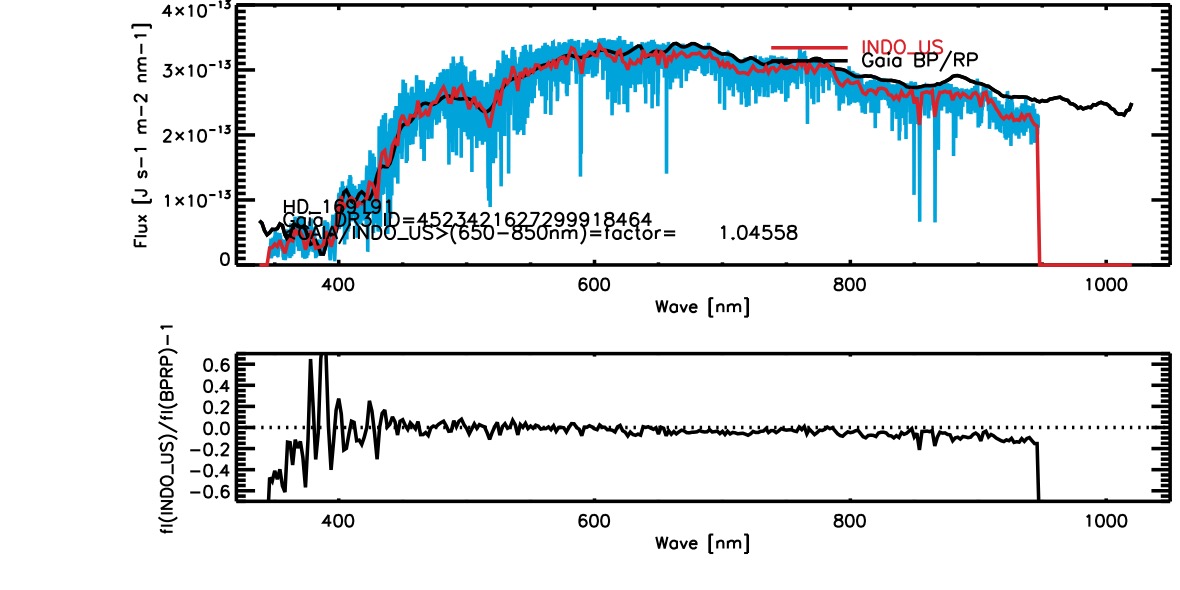 4×10−13
3×10−13
2×10−13
1×10−13
0
Flux [J s−1 m−2 nm−1]
INDO_US
Gaia BP/RP
HD_169191
Gaia DR3 ID=4523421627299918464
GAIA/INDO_US>(650−850nm)=factor= 1.04558
400 600 800 1000
Wave [nm]
0.6
0.4
0.2
0.0
−0.2
−0.4
−0.6
fl(INDO_US)/fl(BPRP)−1
400 600 800 1000
Wave [nm]